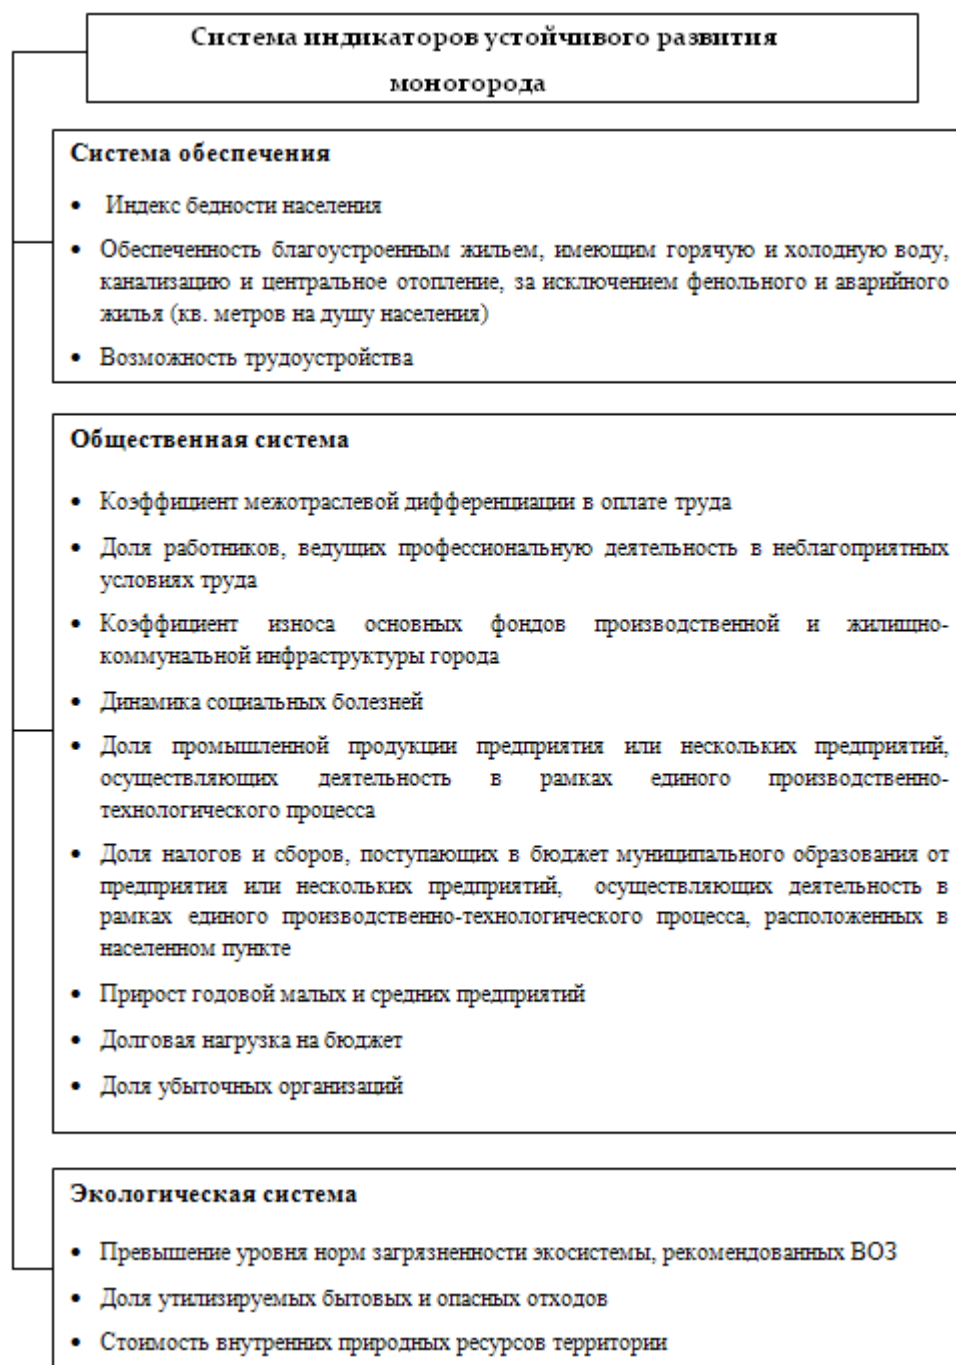 Система индикаторов устойчивого развития
моногорода
Система обеспечения
• Индекс бедности населения
• Обеспеченность благоустроенным жильем, имеющим горячую и холодную воду,
канализацию и центральное отопление, за исключением фенольного и аварийного
жилья (кв. метров на душу населения)
• Возможность трудоустройства
Общественная система
• Коэффициент межотраслевой дифференциации в оплате труда
• Доля работников, ведущих профессиональную деятельность в неблагоприятных
условиях труда
• Коэффициент износа основных фондов производственной и жилищно-
коммунальной инфраструктуры города
• Динамика социальных болезней
• Доля промышленной продукции предприятия или нескольких предприятий,
осуществляющих деятельность в рамках единого производственно-
технологического процесса
• Доля налогов и сборов, поступающих в бюджет муниципального образования от
предприятия или нескольких предприятий, осуществляющих деятельность в
рамках единого производственно-технологического процесса, расположенных в
населенном пункте
• Прирост годовой малых и средних предприятий
• Долговая нагрузка на бюджет
• Доля убыточных организаций
Экологическая система
• Превышение уровня норм загрязненности экосистемы, рекомендованных ВОЗ
• Доля утилизируемых бытовых и опасных отходов
• Стоимость внутренних природных ресурсов территории